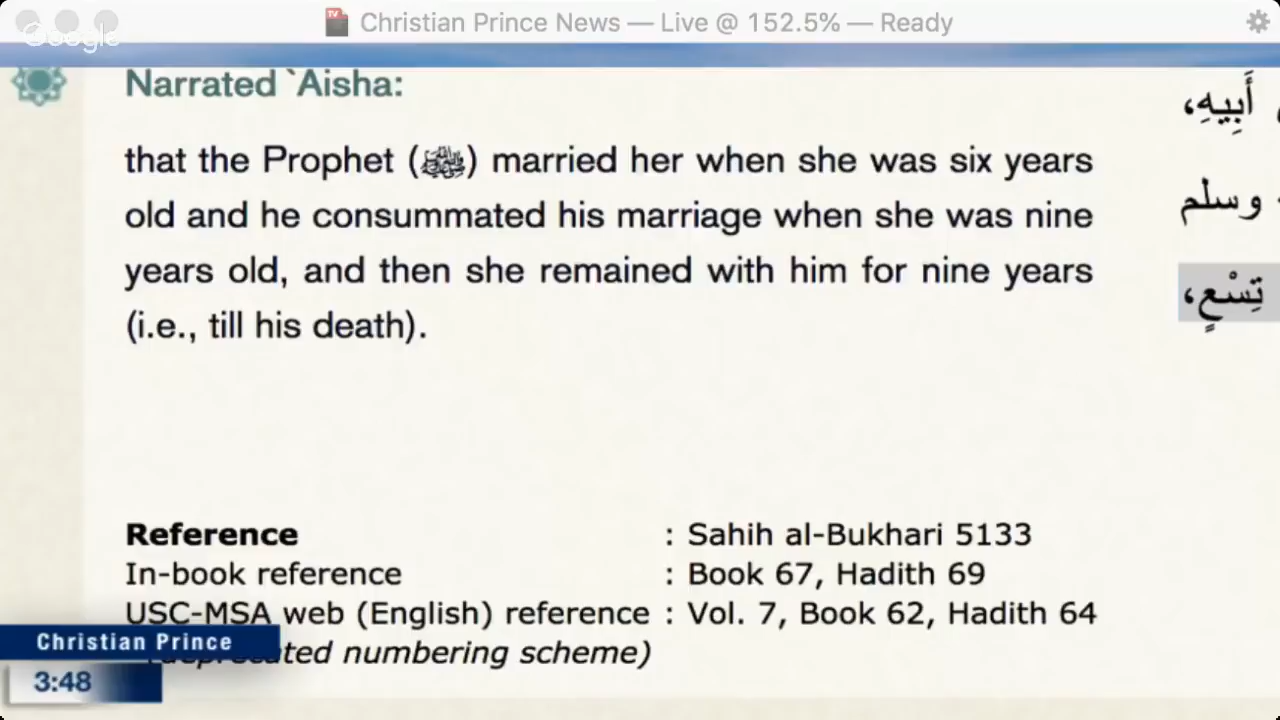 Christian Prince News — Live @ 152.5% — Ready
Google
Narrated `Aisha:
أَبِيهِ،
that the Prophet (ﷺ) married her when she was six years
old and he consummated his marriage when she was nine
وسلم
years old, and then she remained with him for nine years
تِسْعٍ،
(i.e., till his death).
Reference : Sahih al-Bukhari 5133
In-book reference : Book 67, Hadith 69
USC-MSA web (English) reference : Vol. 7, Book 62, Hadith 64
Christian Prince
numbering scheme)
3:48